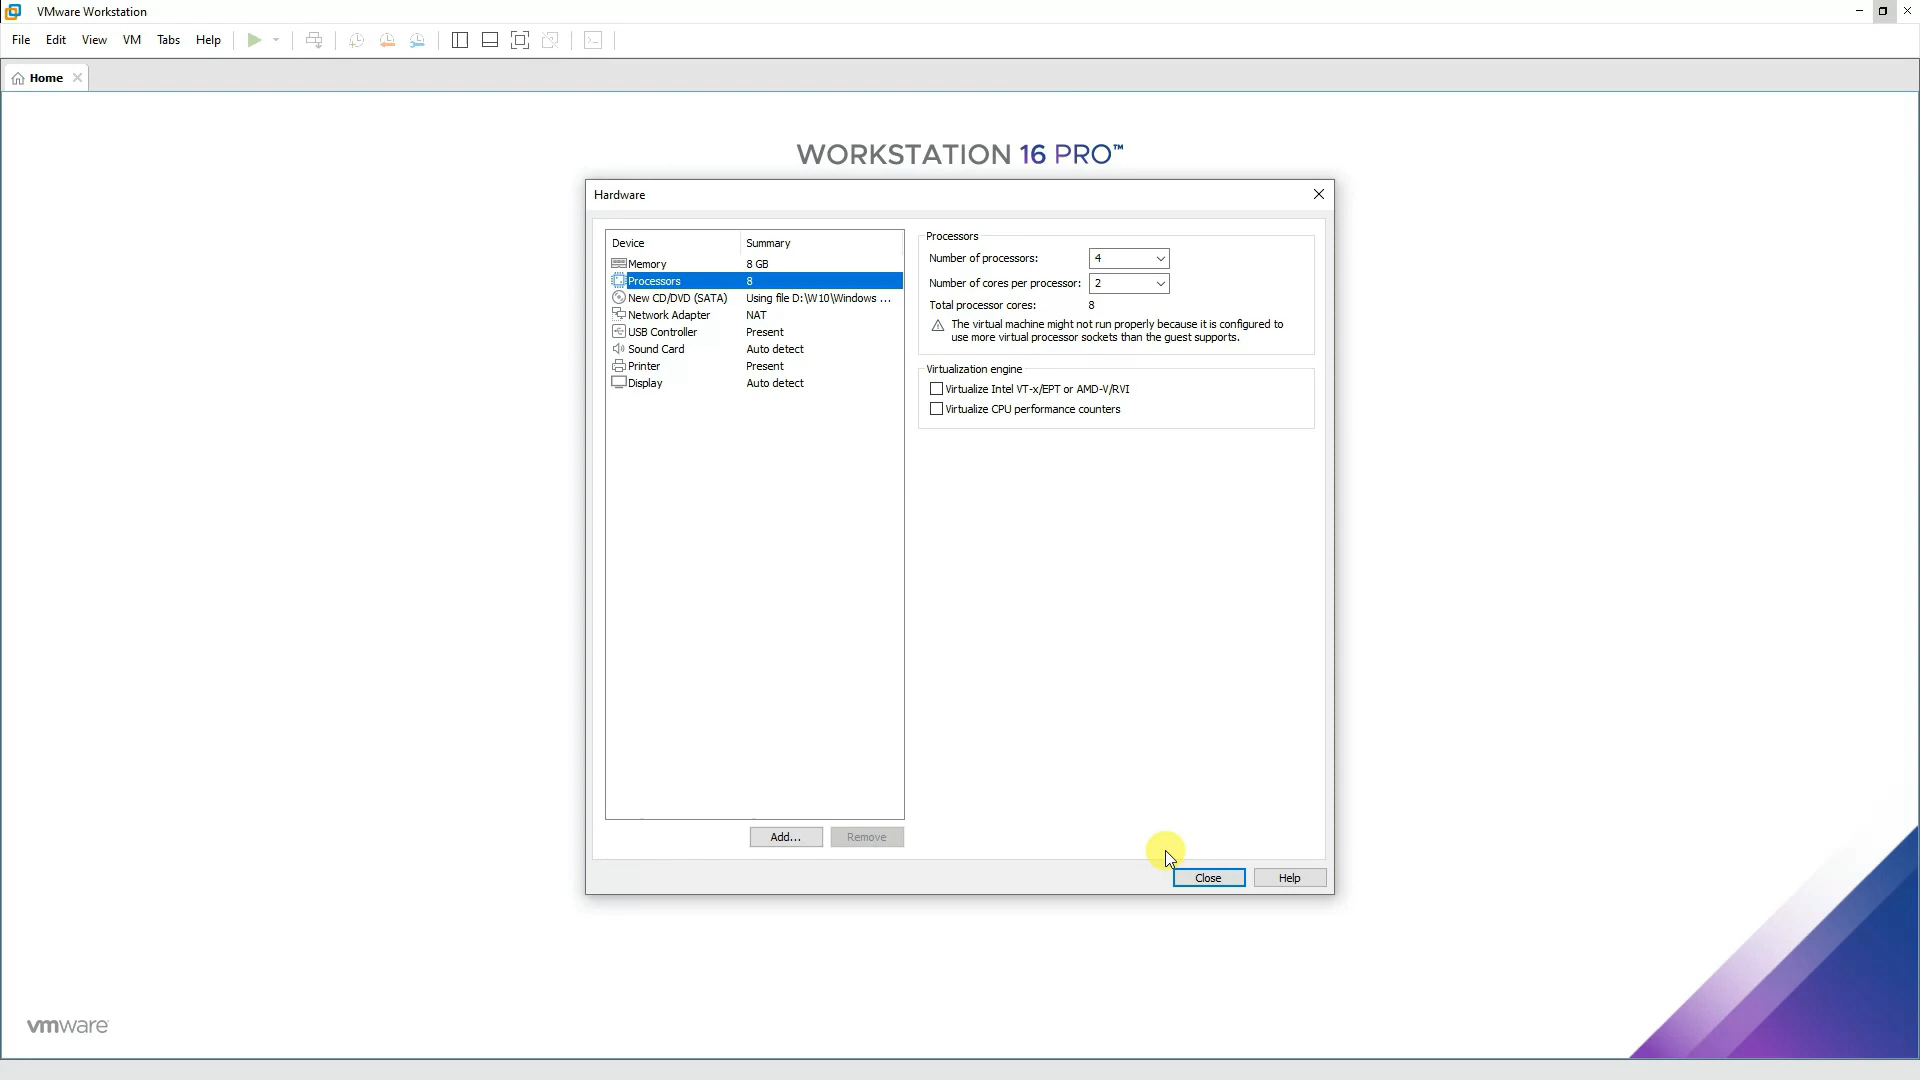 VMware Workstation
File Edit View VM Tabs Help
Home
WORKSTATION 16 PRO™
Hardware
Device Summary
Memory 8 GB
Processors 8
New CD/DVD (SATA) Using file D:\W10\Windows ...
Network Adapter NAT
USB Controller Present
Sound Card Auto detect
Printer Present
Display Auto detect
Add... Remove
Processors
Number of processors: 4
Number of cores per processor: 2
Total processor cores: 8
The virtual machine might not run properly because it is configured to
use more virtual processor sockets than the guest supports.
Virtualization engine
Virtualize Intel VT-x/EPT or AMD-V/RVI
Virtualize CPU performance counters
Close Help
vmware